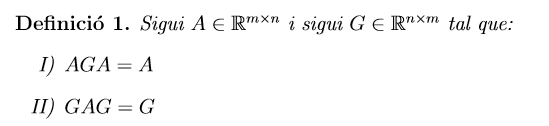 Definició 1. Sigui A ∈ ℝ^{m×n} i sigui G ∈ ℝ^{n×m} tal que:
I) AGA = A
II) GAG = G